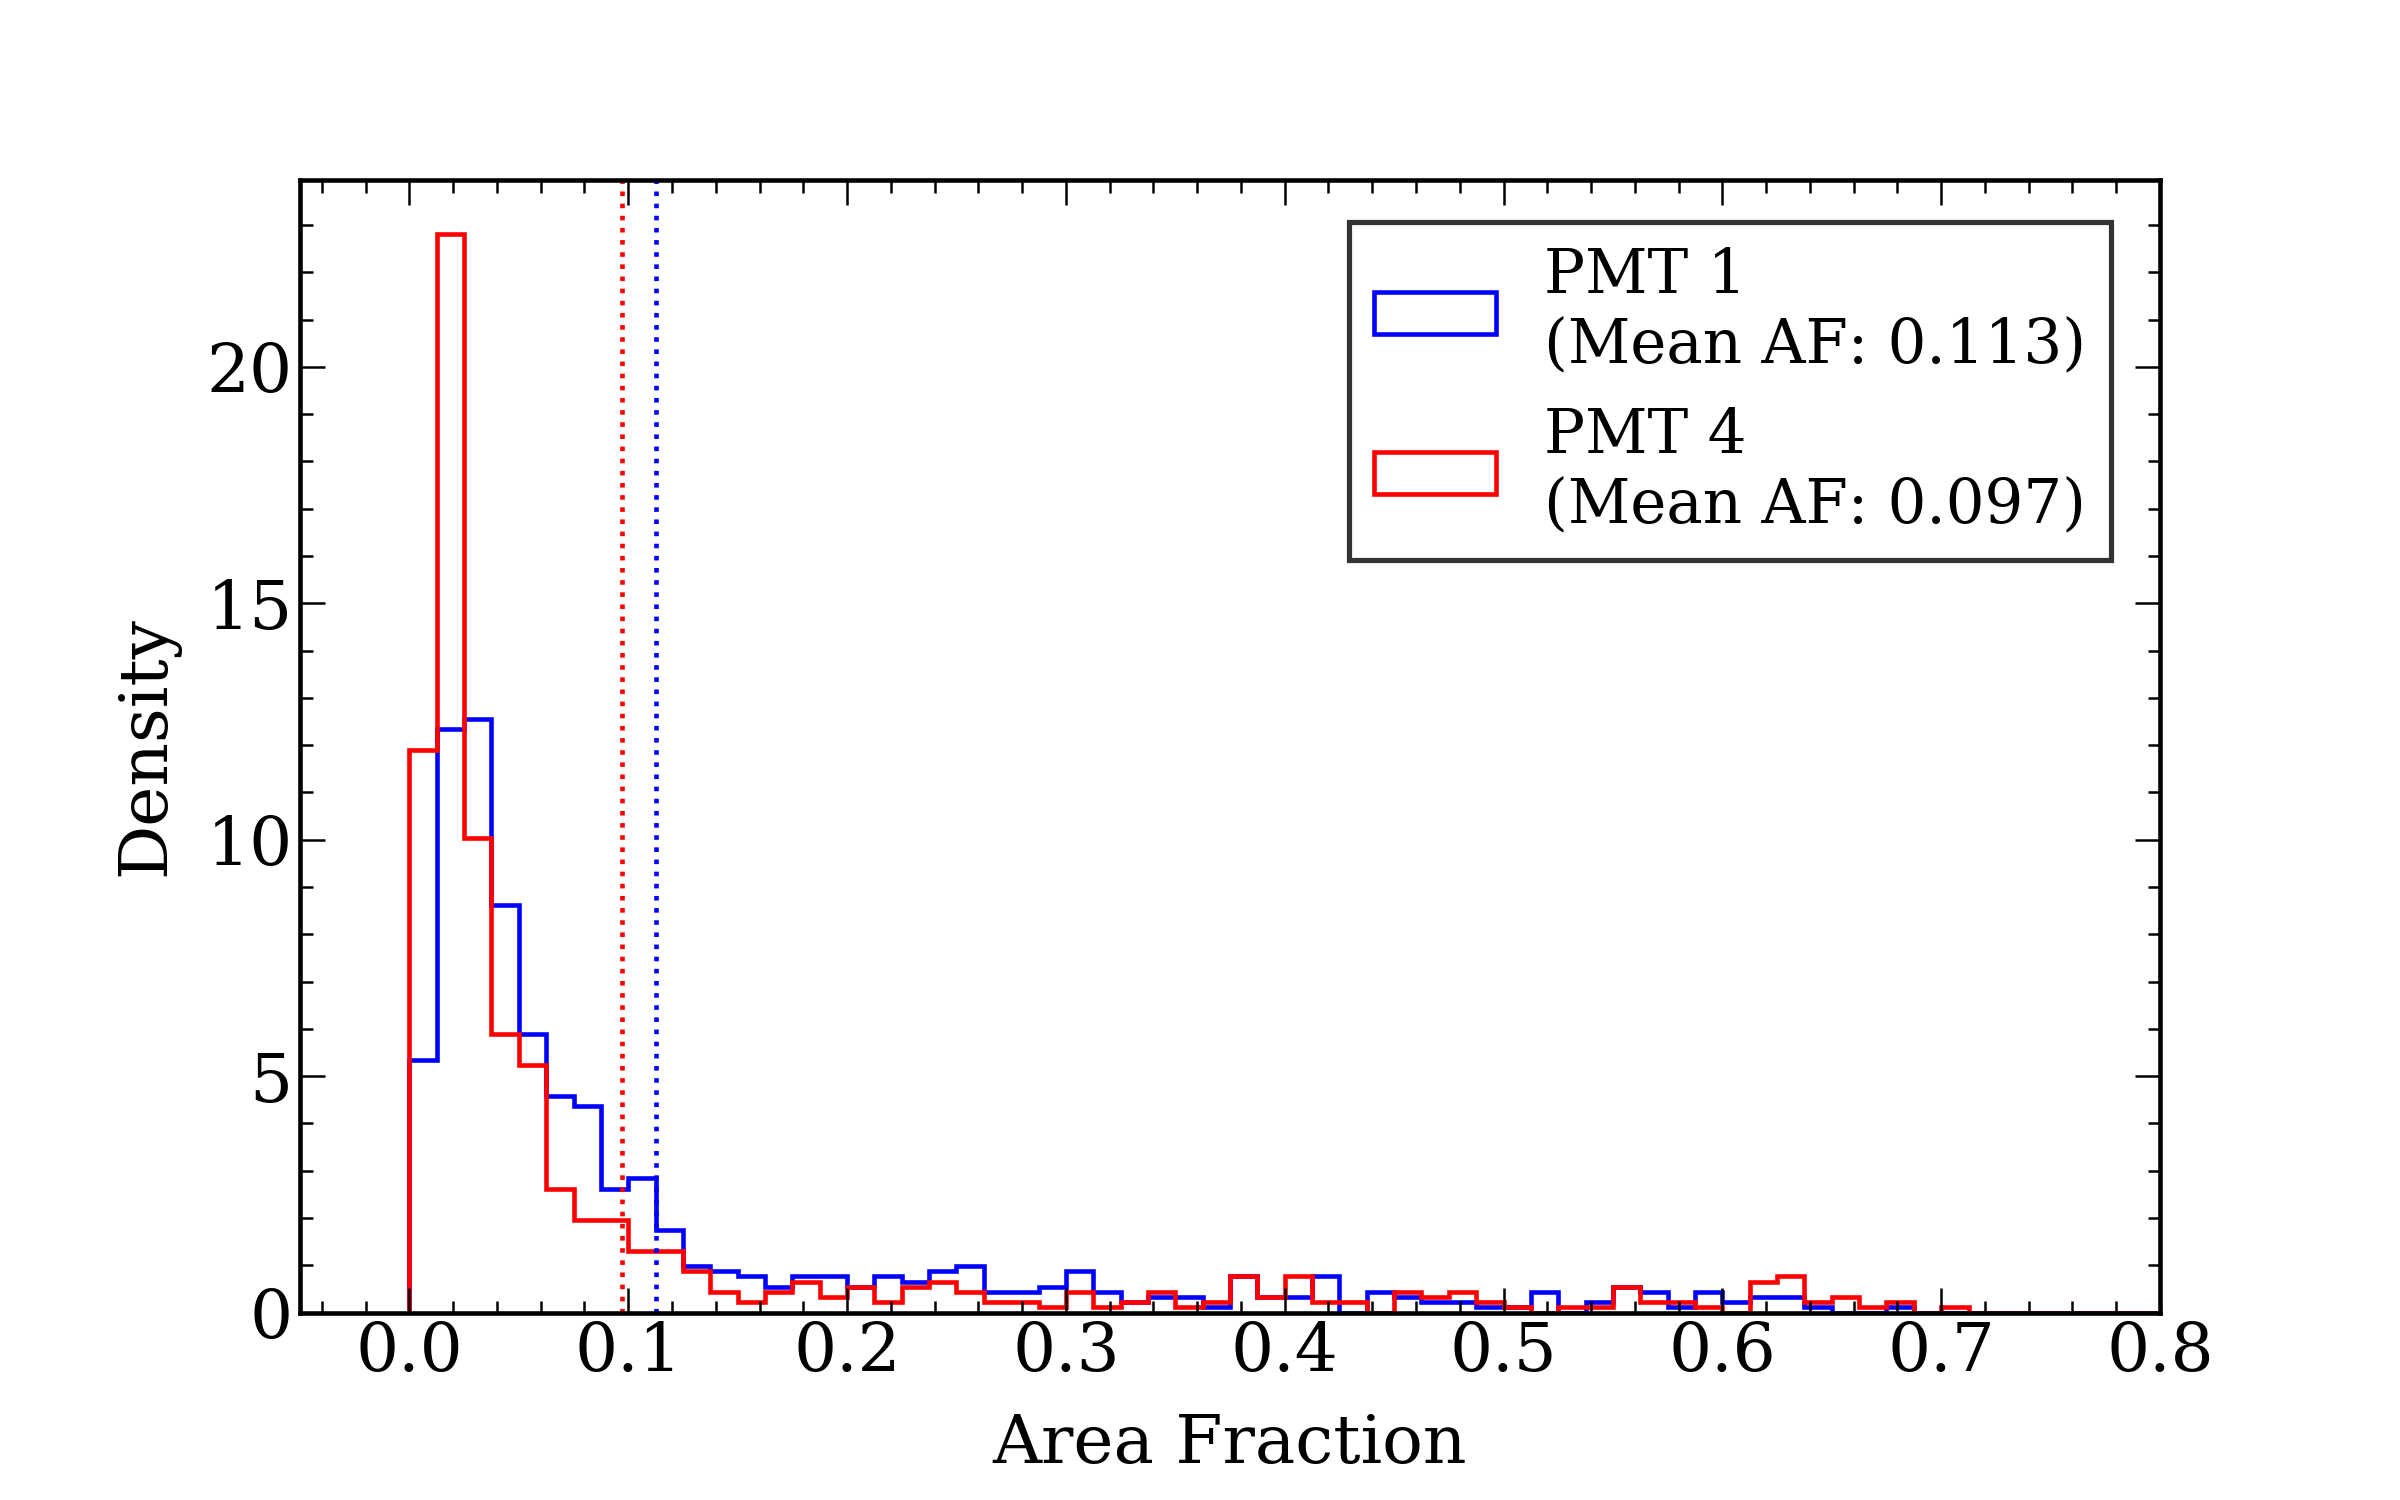 PMT 1
(Mean AF: 0.113)
PMT 4
(Mean AF: 0.097)
20
15
10
5
0
Density
0.0 0.1 0.2 0.3 0.4 0.5 0.6 0.7 0.8
Area Fraction